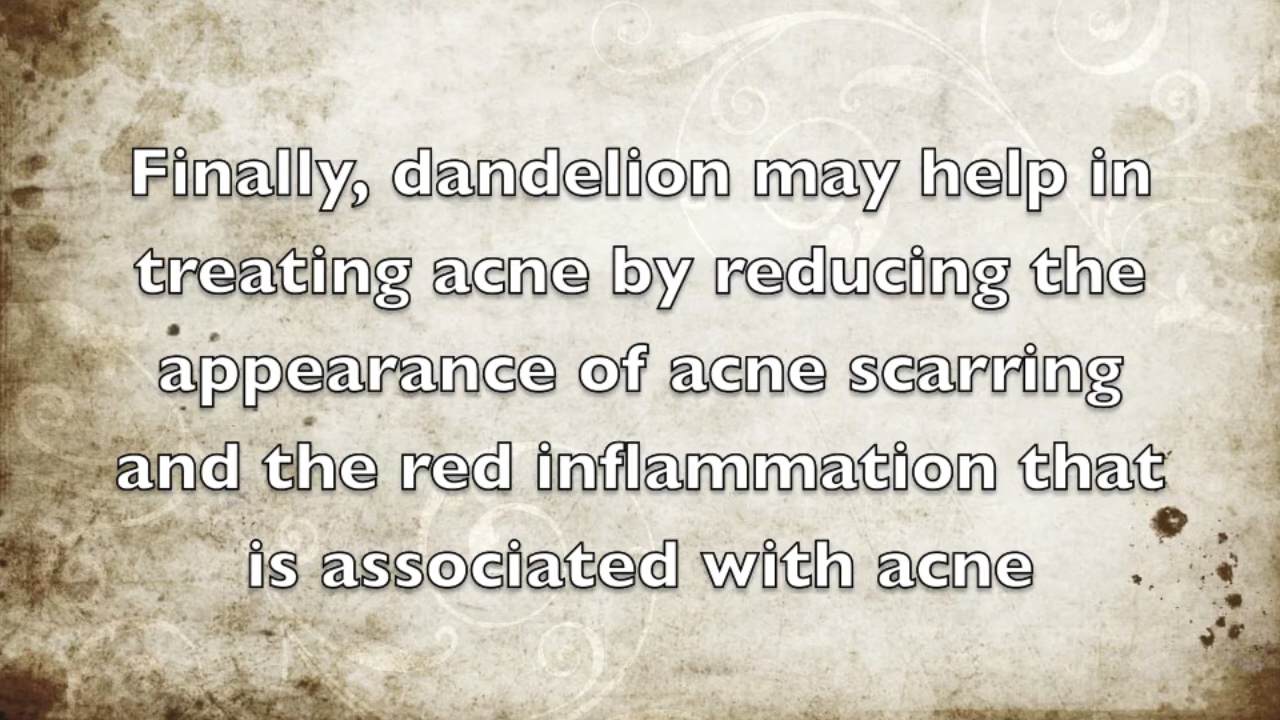 Finally, dandelion may help in
treating acne by reducing the
appearance of acne scarring
and the red inflammation that
is associated with acne